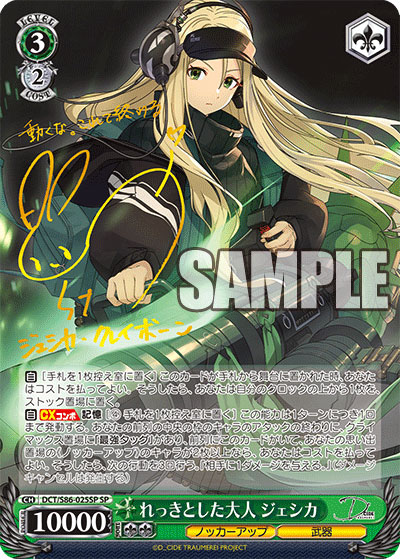 LEVEL
3
2
COST
動くな。これで終わりよ
ジェシカ・クレイボーン
SAMPLE
自 [手札を1枚控え室に置く] このカードが手札から舞台に置かれた時、あなた
はコストを払ってよい。そうしたら、あなたは自分のクロックの上から1枚を、
ストック置場に置く。
自 CXコンボ 記憶 [手札を1枚控え室に置く] この能力は1ターンにつき1回
まで発動する。あなたの前列の中央の枠のキャラのアタックの終わりに、クライ
マックス置場に「最強タッグ」があり、前列にこのカードがいて、あなたの思い出
置場の《ノッカーアップ》のキャラが2枚以上なら、あなたはコストを払ってよい。
そうしたら、次の行動を3回行う。『相手に1ダメージを与える。』(ダメージ
キャンセルは発生する)
CH DCT/S86-025SP SP
れっきとした大人 ジェシカ
10000
ノッカーアップ 武器
©D_CIDE TRAUMEREI PROJECT